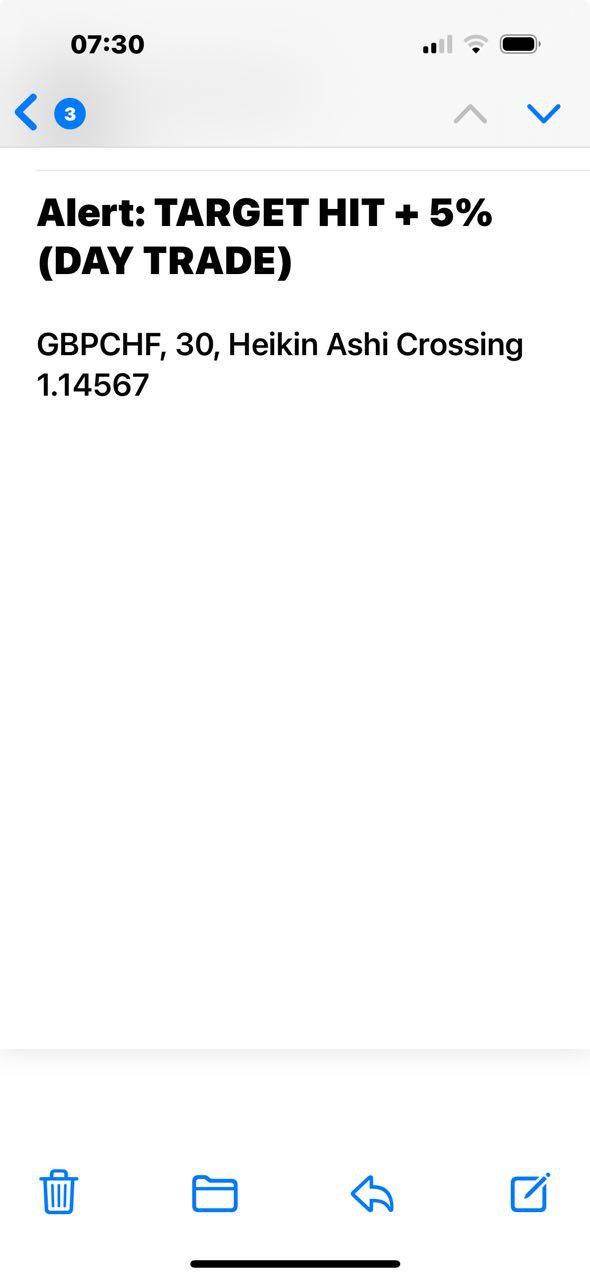 07:30
3
Alert: TARGET HIT + 5%
(DAY TRADE)
GBPCHF, 30, Heikin Ashi Crossing
1.14567